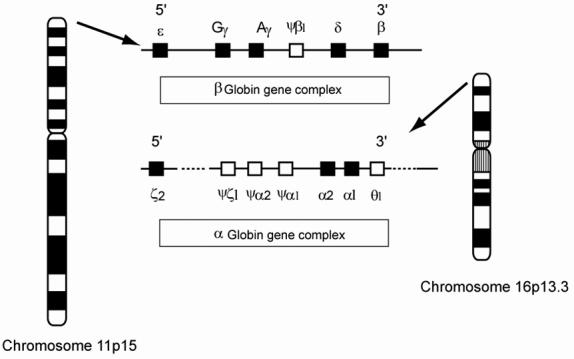 5' 3'
ε Gγ Aγ ψβ1 δ β
β Globin gene complex
5' 3'
ζ2 ψζ1 ψα2 ψα1 α2 α1 θ1
α Globin gene complex
Chromosome 16p13.3
Chromosome 11p15